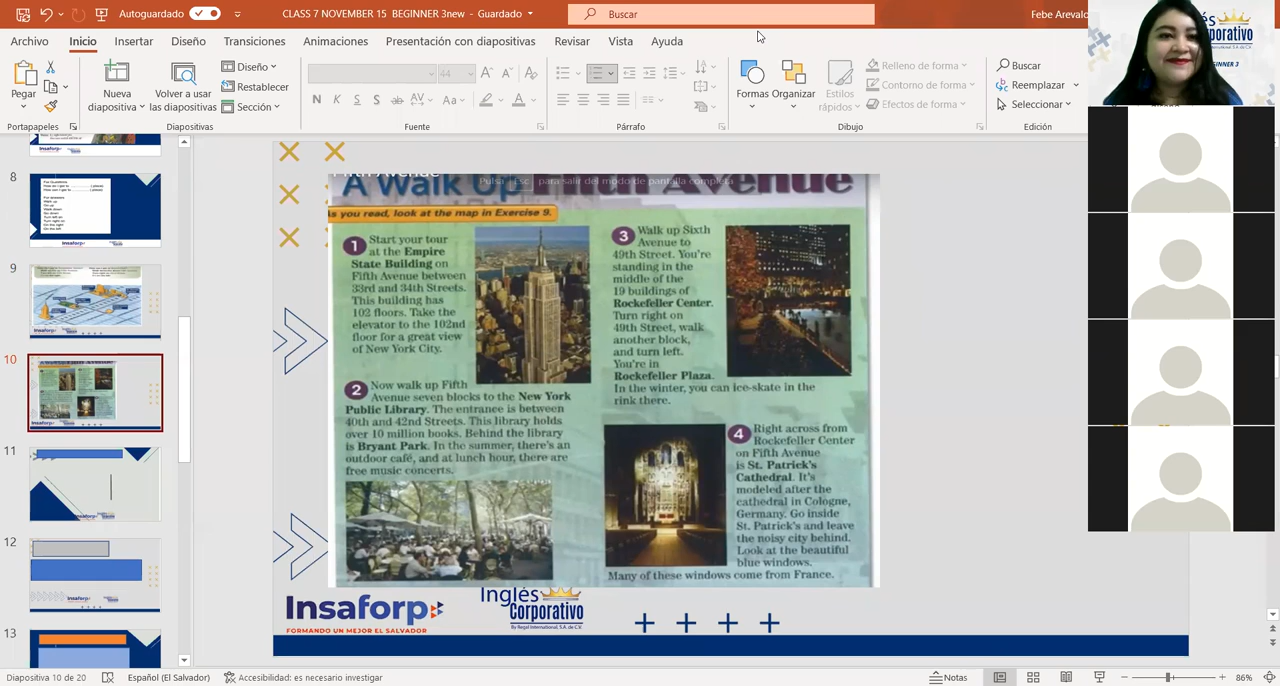 Autoguardado
CLASS 7 NOVEMBER 15 BEGINNER 3new - Guardado
Buscar
Febe Arevalo
Archivo Inicio Insertar Diseño Transiciones Animaciones Presentación con diapositivas Revisar Vista Ayuda
Pegar
Nueva diapositiva
Volver a usar las diapositivas
Diseño
Restablecer
Sección
44
N K S S ab AV Aa A
Formas Organizar Estilos rápidos
Relleno de forma
Contorno de forma
Efectos de forma
Buscar
Reemplazar
Seleccionar
Portapapeles Diapositivas Fuente Párrafo Dibujo Edición
8
9
10
11
12
13
Pulsa Esc para salir del modo de pantalla completa
Avenue
s you read, look at the map in Exercise 9.
1 Start your tour
at the Empire
State Building on
Fifth Avenue between
33rd and 34th Streets.
This building has
102 floors. Take the
elevator to the 102nd
floor for a great view
of New York City.
2 Now walk up Fifth
Avenue seven blocks to the New York
Public Library. The entrance is between
40th and 42nd Streets. This library holds
over 10 million books. Behind the library
is Bryant Park. In the summer, there's an
outdoor café, and at lunch hour, there are
free music concerts.
3 Walk up Sixth
Avenue to
49th Street. You're
standing in the
middle of the
19 buildings of
Rockefeller Center.
Turn right on
49th Street, walk
another block,
and turn left.
You're in
Rockefeller Plaza.
In the winter, you can ice-skate in the
rink there.
4 Right across from
Rockefeller Center
on Fifth Avenue
is St. Patrick's
Cathedral. It's
modeled after the
cathedral in Cologne,
Germany. Go inside
St. Patrick's and leave
the noisy city behind.
Look at the beautiful
blue windows.
Many of these windows come from France.
Insaforp
FORMANDO UN MEJOR EL SALVADOR
Inglés
Corporativo
By Regal International, S.A. de C.V.
Diapositiva 10 de 20
Español (El Salvador)
Accesibilidad: es necesario investigar
Notas
86%